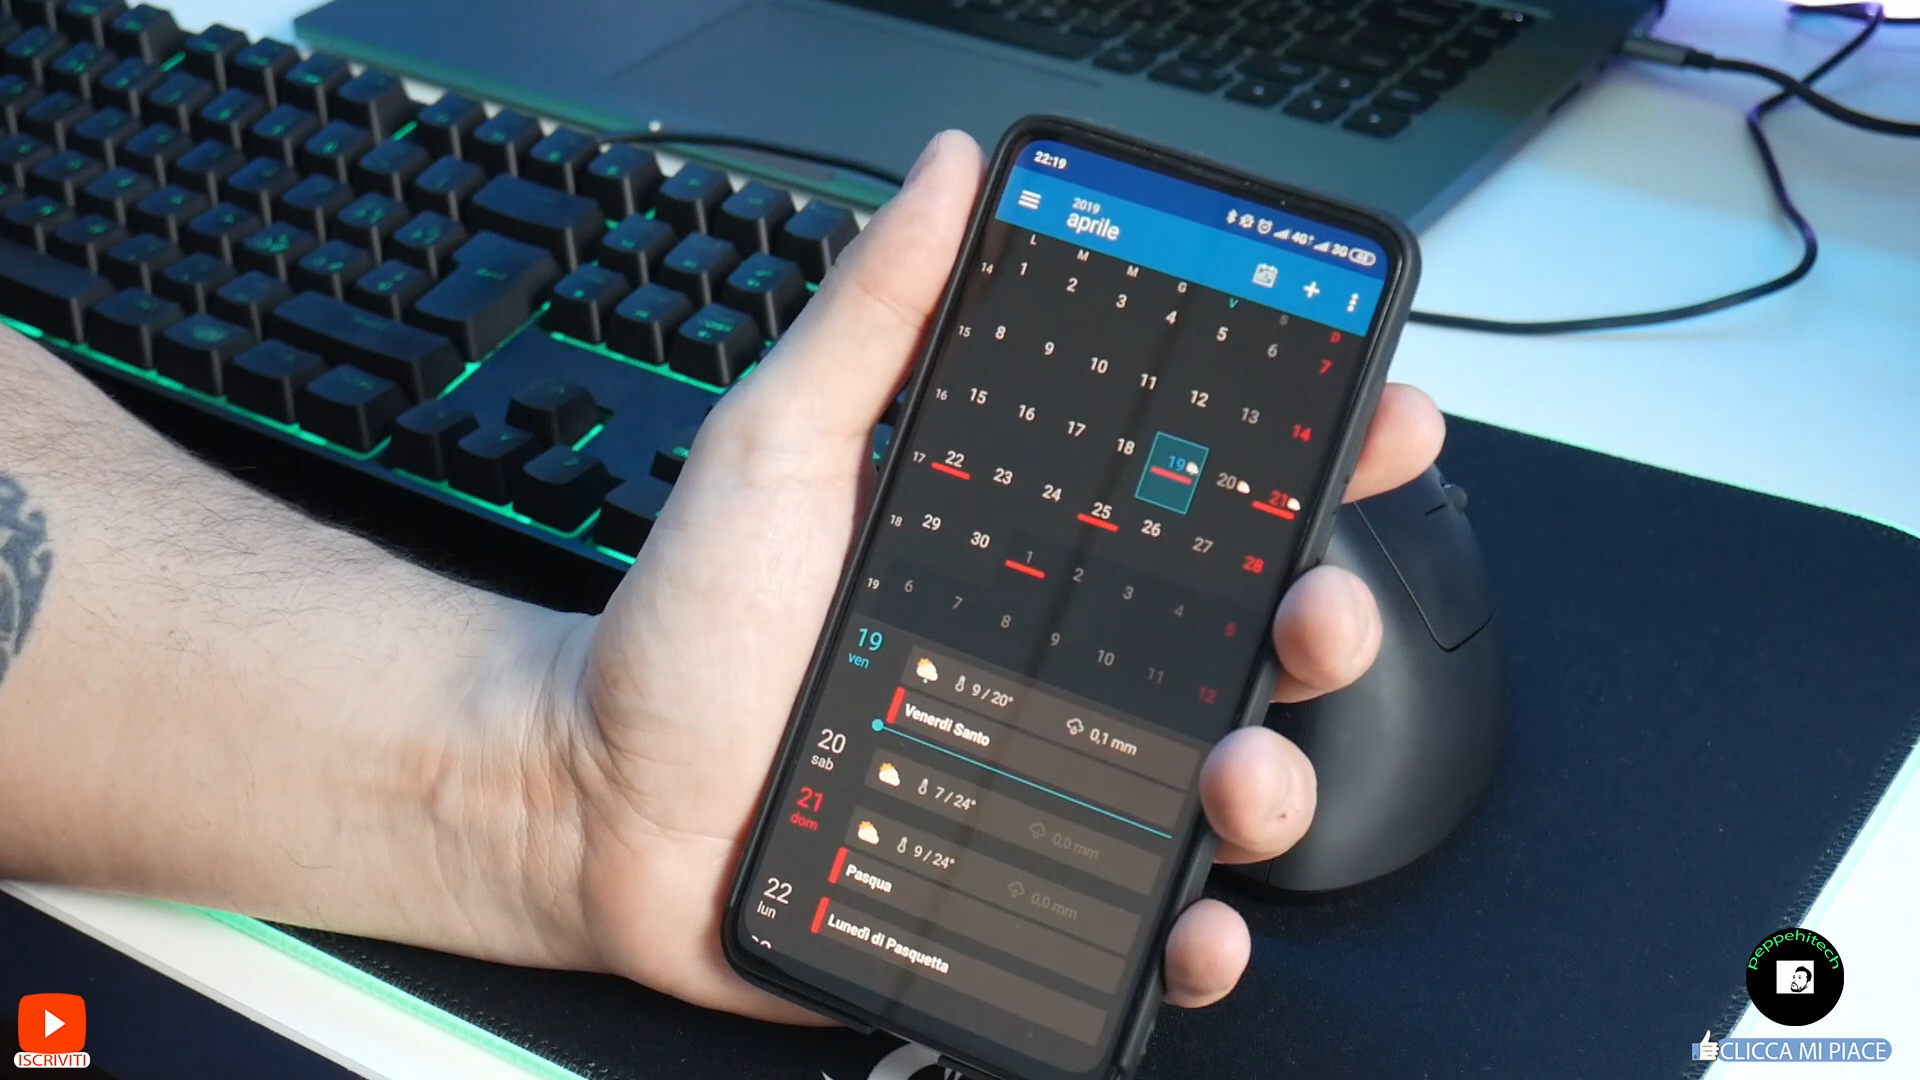 22:19
4G+ 3G
2019
aprile
L M M G V S D
14 1 2 3 4 5 6 7
15 8 9 10 11 12 13 14
16 15 16 17 18 19 20 21
17 22 23 24 25 26 27 28
18 29 30 1 2 3 4 5
19 6 7 8 9 10 11 12
19
ven
9/20°
0,1 mm
Venerdì Santo
20
sab
7/24°
0,0 mm
21
dom
9/24°
0,0 mm
Pasqua
22
lun
Lunedì di Pasquetta
peppehitech
ISCRIVITI
CLICCA MI PIACE